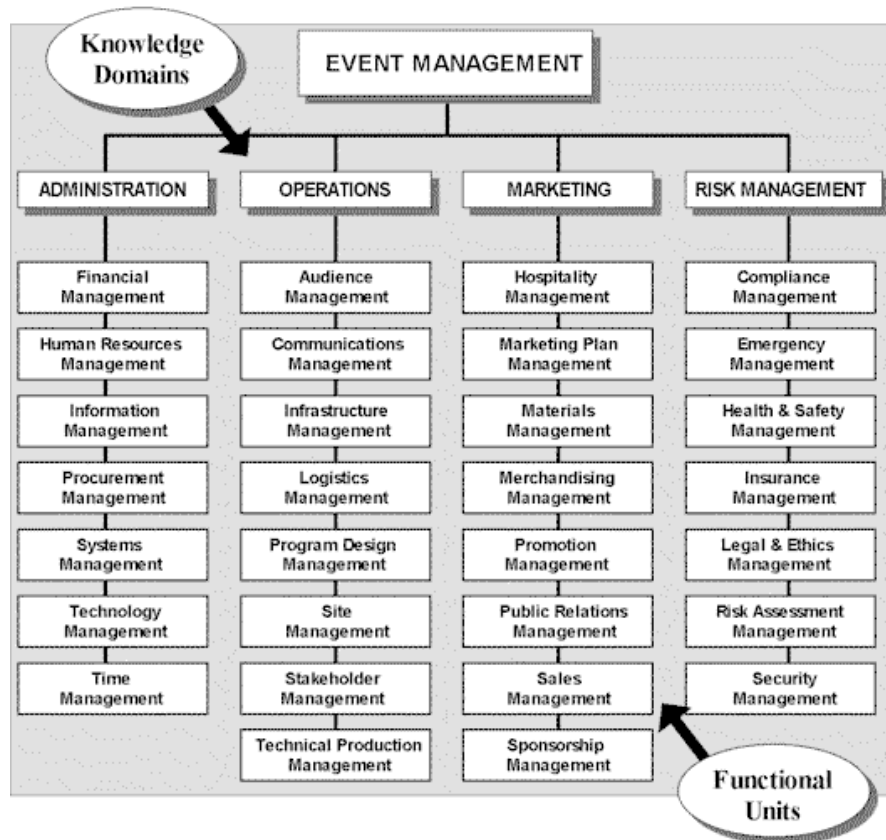 Knowledge
Domains
EVENT MANAGEMENT
ADMINISTRATION
OPERATIONS
MARKETING
RISK MANAGEMENT
Financial
Management
Human Resources
Management
Information
Management
Procurement
Management
Systems
Management
Technology
Management
Time
Management
Audience
Management
Communications
Management
Infrastructure
Management
Logistics
Management
Program Design
Management
Site
Management
Stakeholder
Management
Technical Production
Management
Hospitality
Management
Marketing Plan
Management
Materials
Management
Merchandising
Management
Promotion
Management
Public Relations
Management
Sales
Management
Sponsorship
Management
Compliance
Management
Emergency
Management
Health & Safety
Management
Insurance
Management
Legal & Ethics
Management
Risk Assessment
Management
Security
Management
Functional
Units